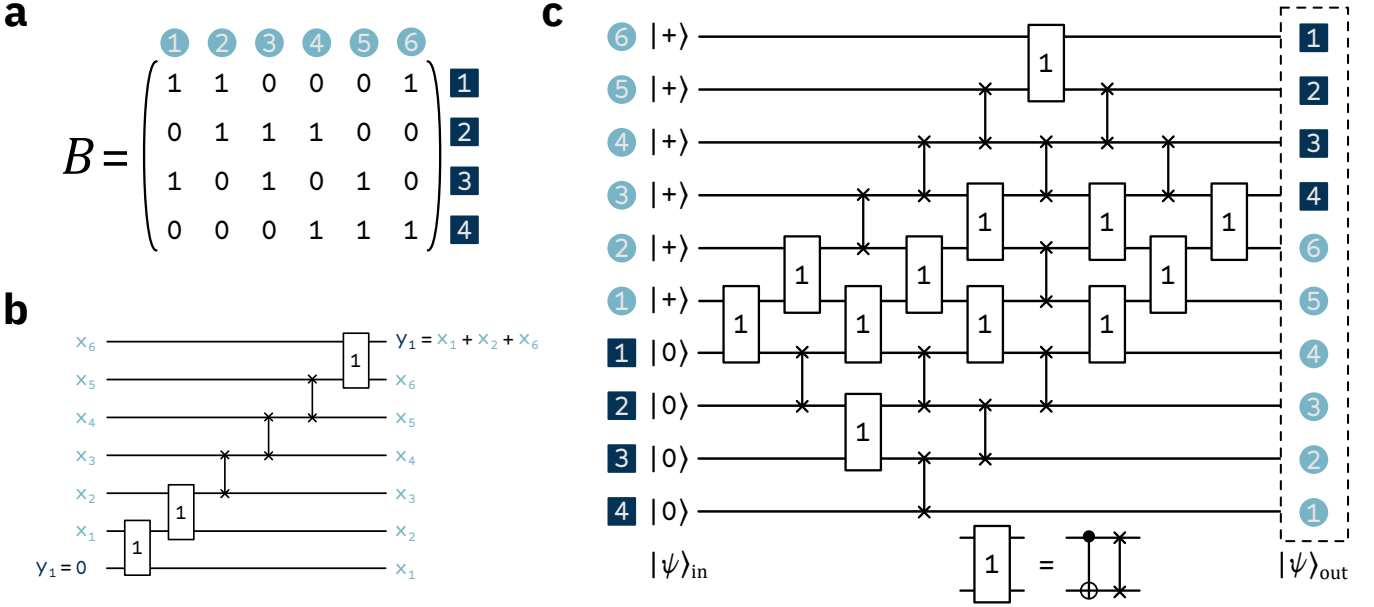 a
1 2 3 4 5 6
B = 1 1 0 0 0 1 1
0 1 1 1 0 0 2
1 0 1 0 1 0 3
0 0 0 1 1 1 4
b
x₆ 1 y₁ = x₁ + x₂ + x₆
x₅ x₆
x₄ x₅
x₃ x₄
x₂ 1 x₃
x₁ 1 x₂
y₁ = 0 x₁
c
6 |+⟩ 1 1
5 |+⟩ 2
4 |+⟩ 3
3 |+⟩ 1 1 1 4
2 |+⟩ 1 1 1 6
1 |+⟩ 1 1 1 1 5
1 |0⟩ 4
2 |0⟩ 1 3
3 |0⟩ 2
4 |0⟩ 1
|ψ⟩in 1 = |ψ⟩out